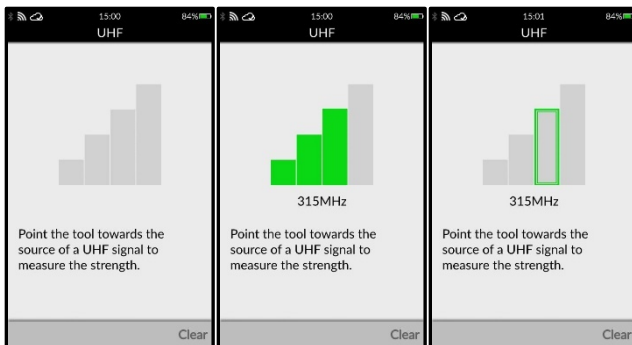 15:00
84%
UHF
Point the tool towards the
source of a UHF signal to
measure the strength.
Clear
15:00
84%
UHF
315MHz
Point the tool towards the
source of a UHF signal to
measure the strength.
Clear
15:01
84%
UHF
315MHz
Point the tool towards the
source of a UHF signal to
measure the strength.
Clear